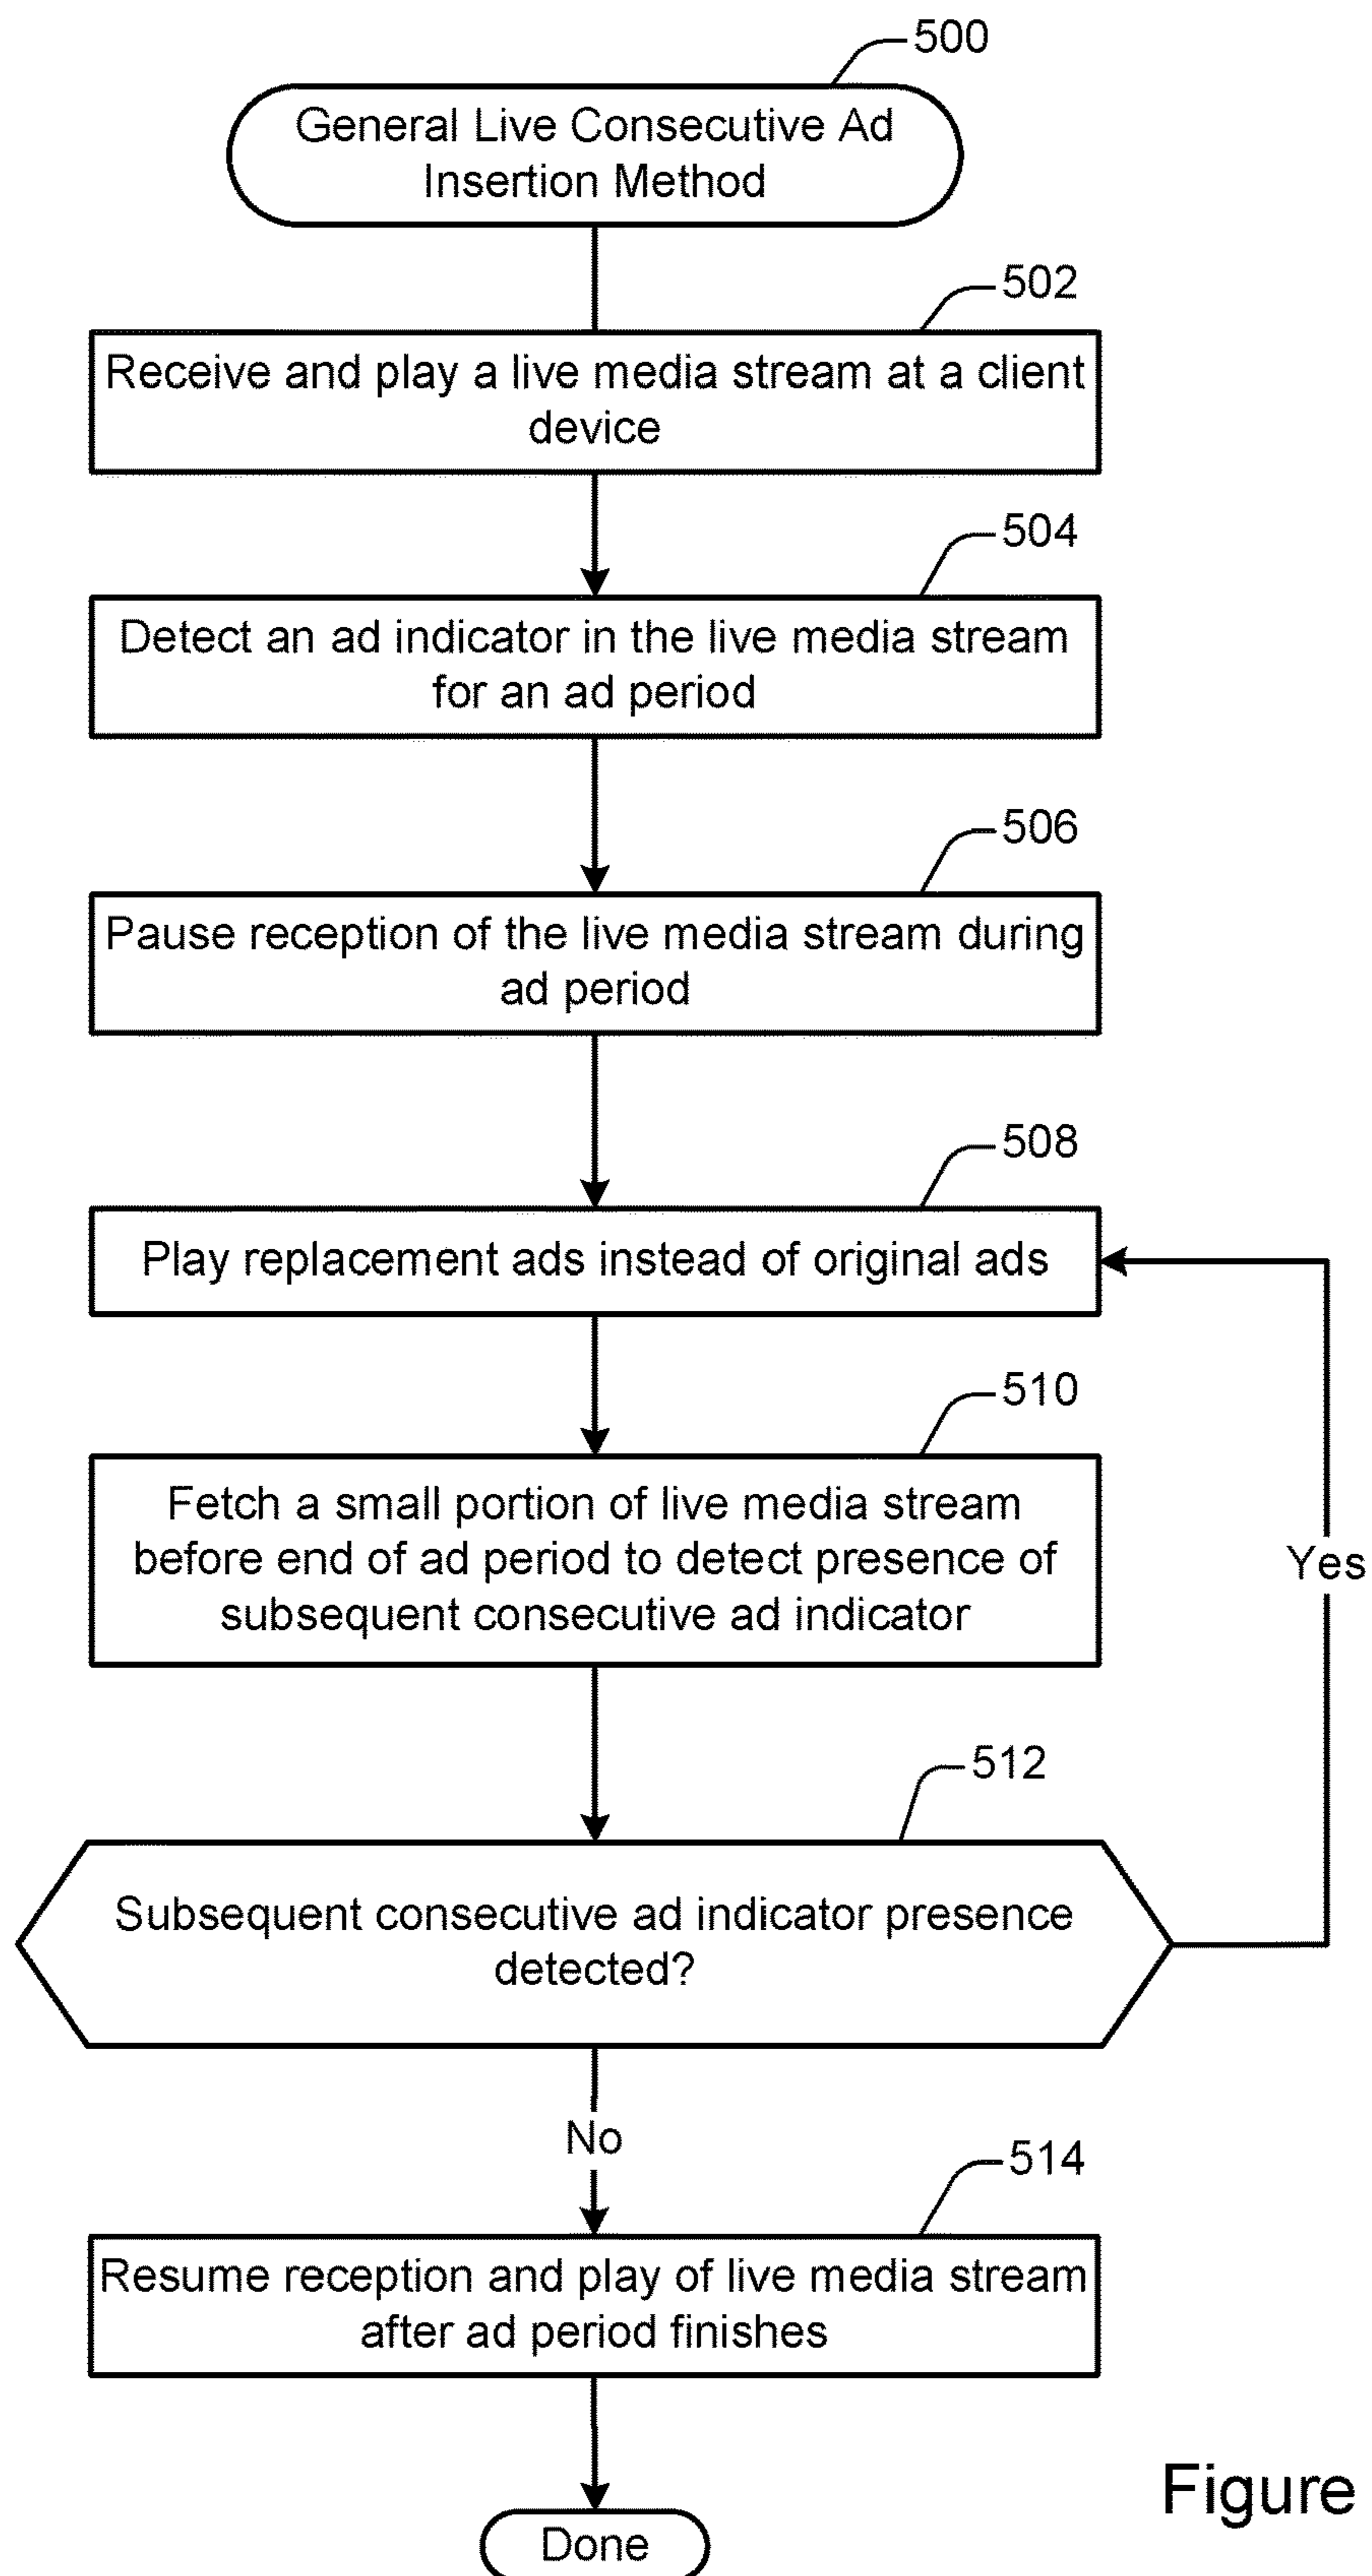 500
General Live Consecutive Ad
Insertion Method
502
Receive and play a live media stream at a client
device
504
Detect an ad indicator in the live media stream
for an ad period
506
Pause reception of the live media stream during
ad period
508
Play replacement ads instead of original ads
510
Fetch a small portion of live media stream
before end of ad period to detect presence of
subsequent consecutive ad indicator
Yes
512
Subsequent consecutive ad indicator presence
detected?
No
514
Resume reception and play of live media stream
after ad period finishes
Figure
Done